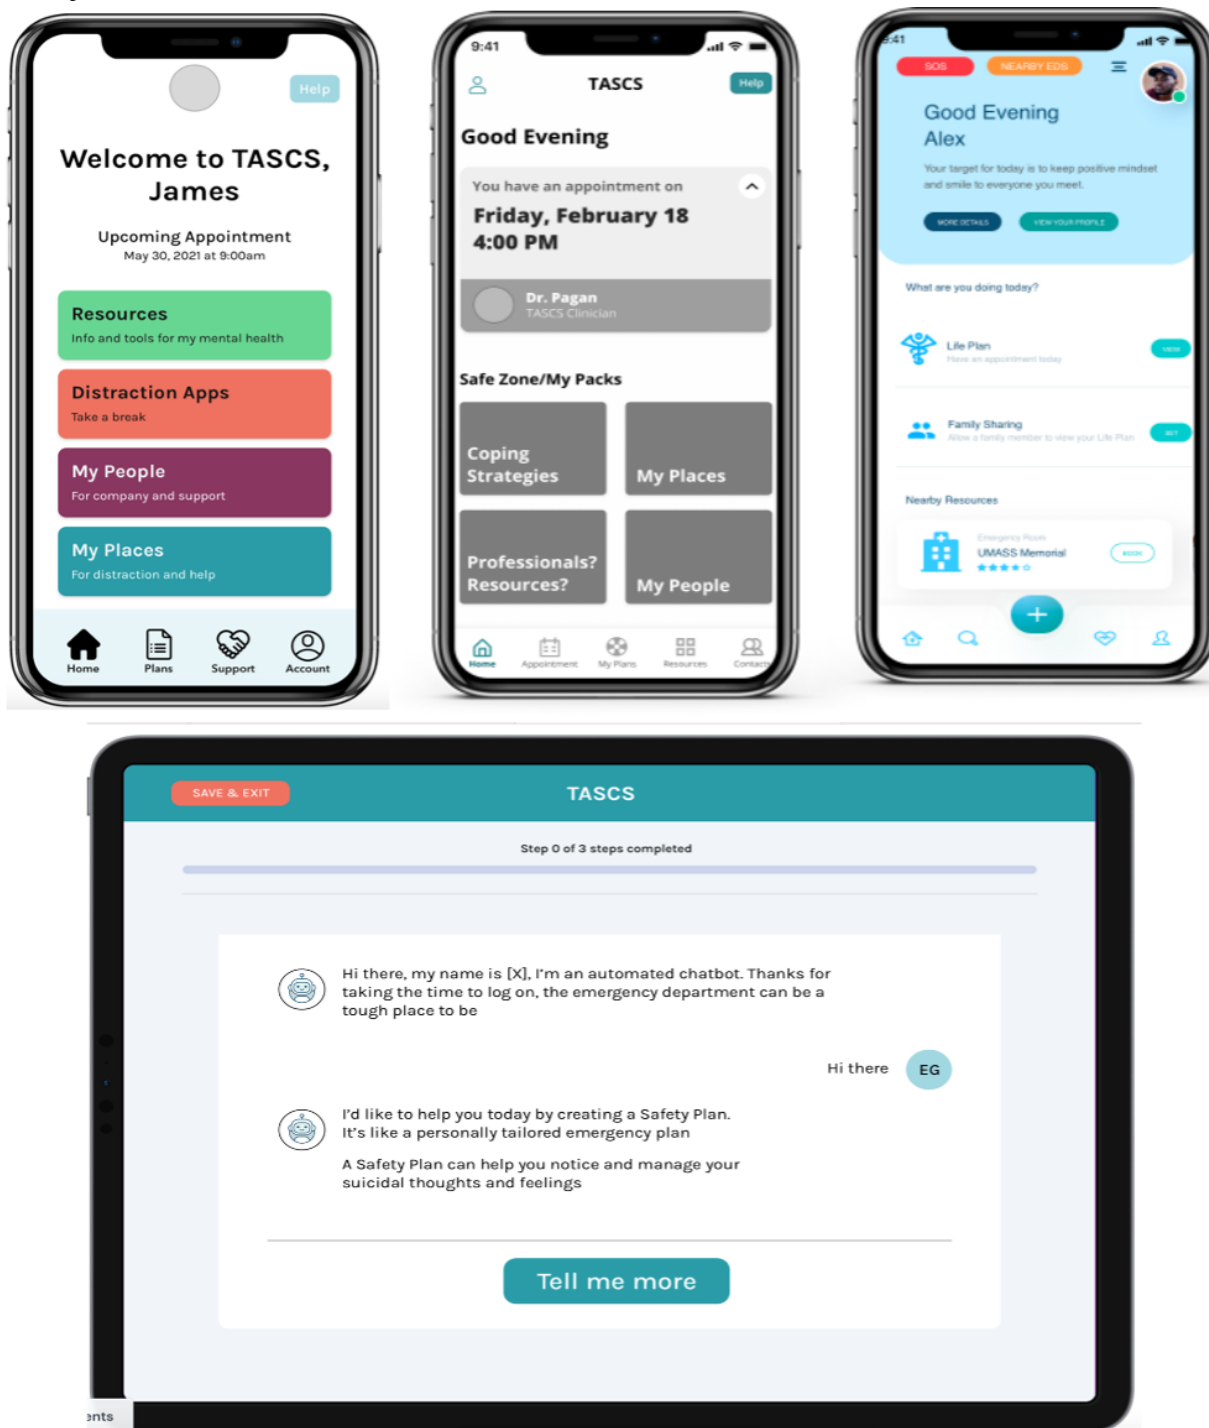 Help
Welcome to TASCS,
James
Upcoming Appointment
May 30, 2021 at 9:00am
Resources
Info and tools for my mental health
Distraction Apps
Take a break
My People
For company and support
My Places
For distraction and help
Home
Plans
Support
Account
9:41
TASCS
Help
Good Evening
You have an appointment on
Friday, February 18
4:00 PM
Dr. Pagan
TASCS Clinician
Safe Zone/My Packs
Coping
Strategies
My Places
Professionals?
Resources?
My People
Home
Appointment
My Plans
Resources
Contacts
:41
SOS
NEARBY EDS
Good Evening
Alex
Your target for today is to keep positive mindset
and smile to everyone you meet.
MORE DETAILS
VIEW YOUR PROFILE
What are you doing today?
Life Plan
Have an appointment today
VIEW
Family Sharing
Allow a family member to view your Life Plan
SET
Nearby Resources
Emergency Room
UMASS Memorial
BOOK
SAVE & EXIT
TASCS
Step 0 of 3 steps completed
Hi there, my name is [X], I'm an automated chatbot. Thanks for
taking the time to log on, the emergency department can be a
tough place to be
Hi there
EG
I'd like to help you today by creating a Safety Plan.
It's like a personally tailored emergency plan
A Safety Plan can help you notice and manage your
suicidal thoughts and feelings
Tell me more
ents